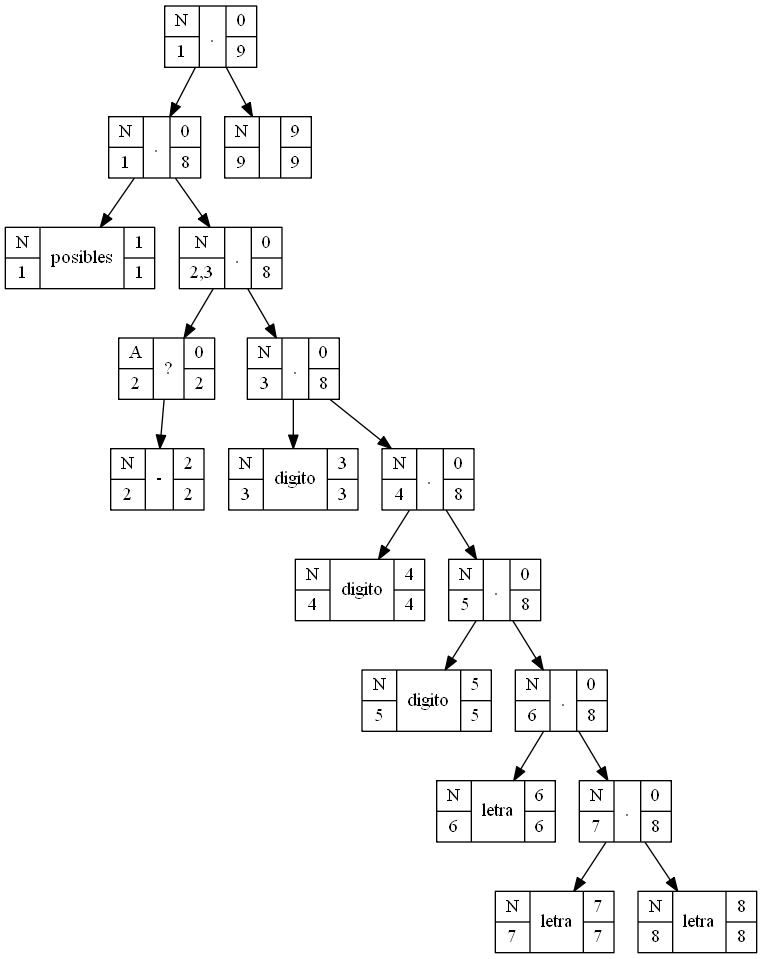 N 0
.
1 9
N 0
.
1 8
N 9
9 9
N 1
posibles
1 1
N 0
.
2,3 8
A 0
?
2 2
N 0
.
3 8
N 2
-
2 2
N 3
digito
3 3
N 0
.
4 8
N 4
digito
4 4
N 0
.
5 8
N 5
digito
5 5
N 0
.
6 8
N 6
letra
6 6
N 0
.
7 8
N 7
letra
7 7
N 8
letra
8 8